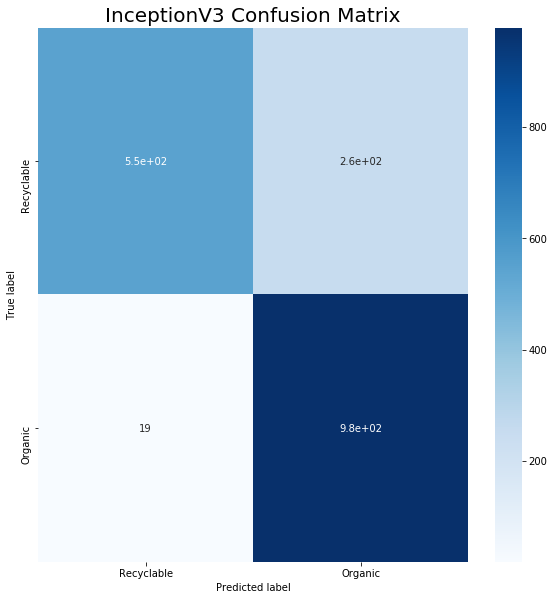 InceptionV3 Confusion Matrix
Recyclable
5.5e+02
2.6e+02
True label
Organic
19
9.8e+02
800
600
400
200
Recyclable
Organic
Predicted label